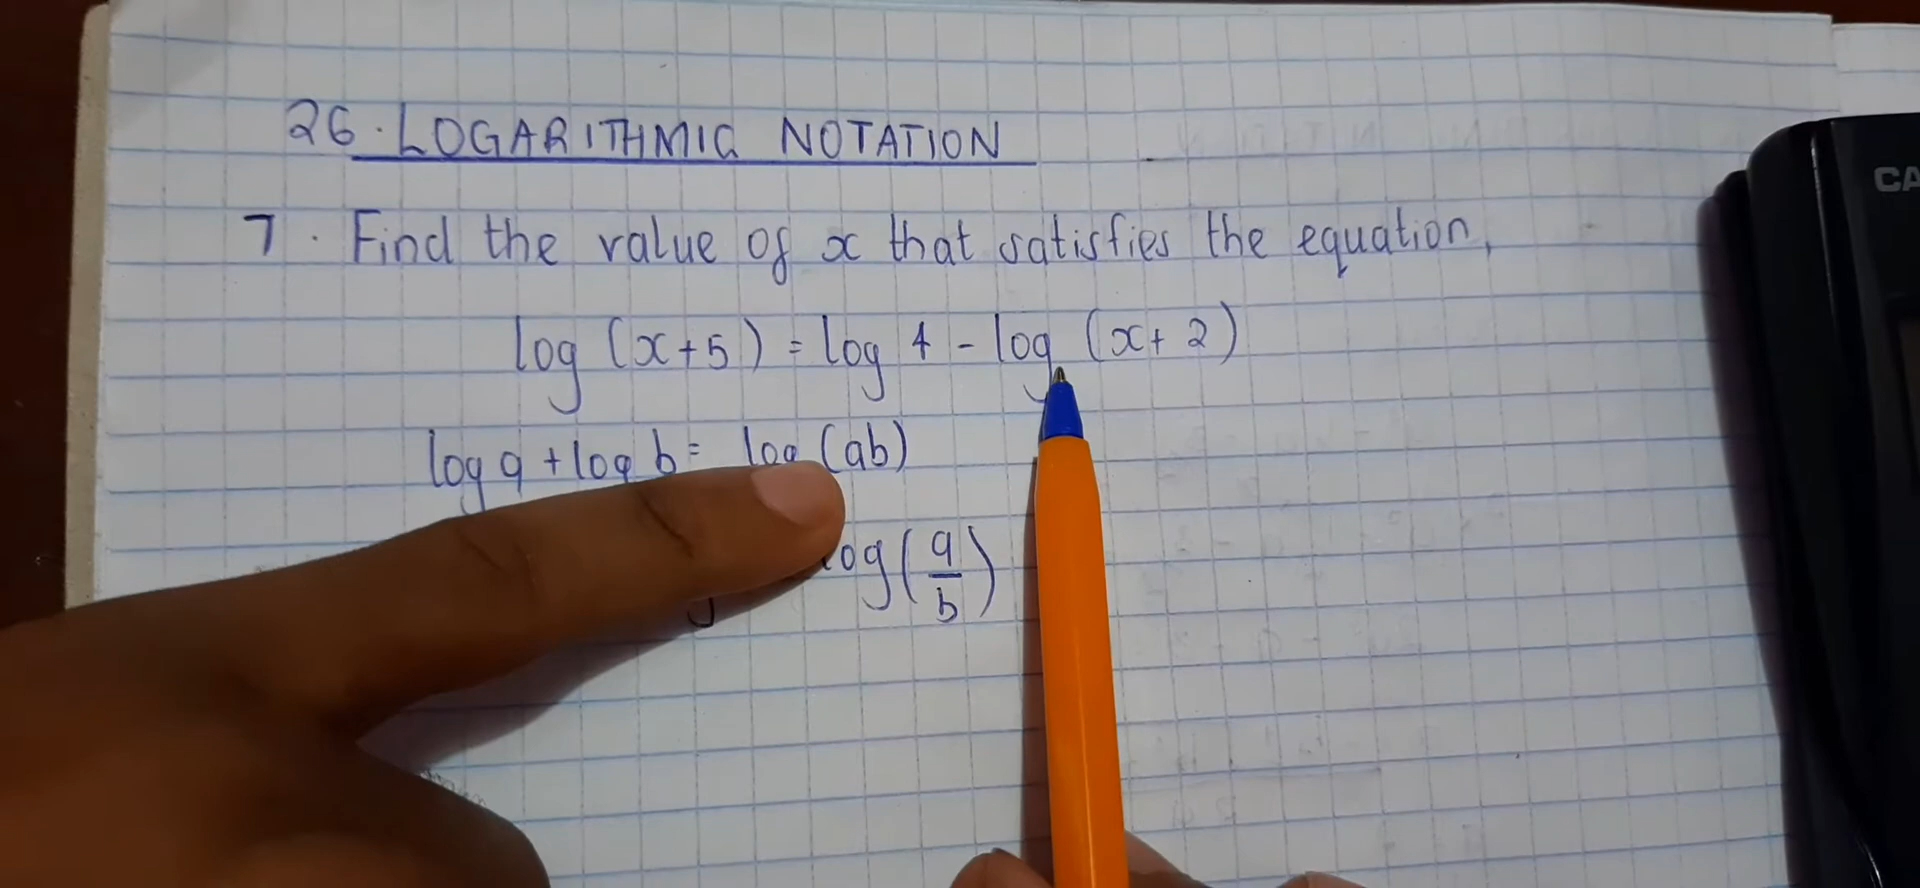 26. LOGARITHMIC NOTATION
7. Find the value of x that satisfies the equation,
log (x+5) = log 4 - log (x+2)
log a + log b = log (ab)
log(a/b)
CA